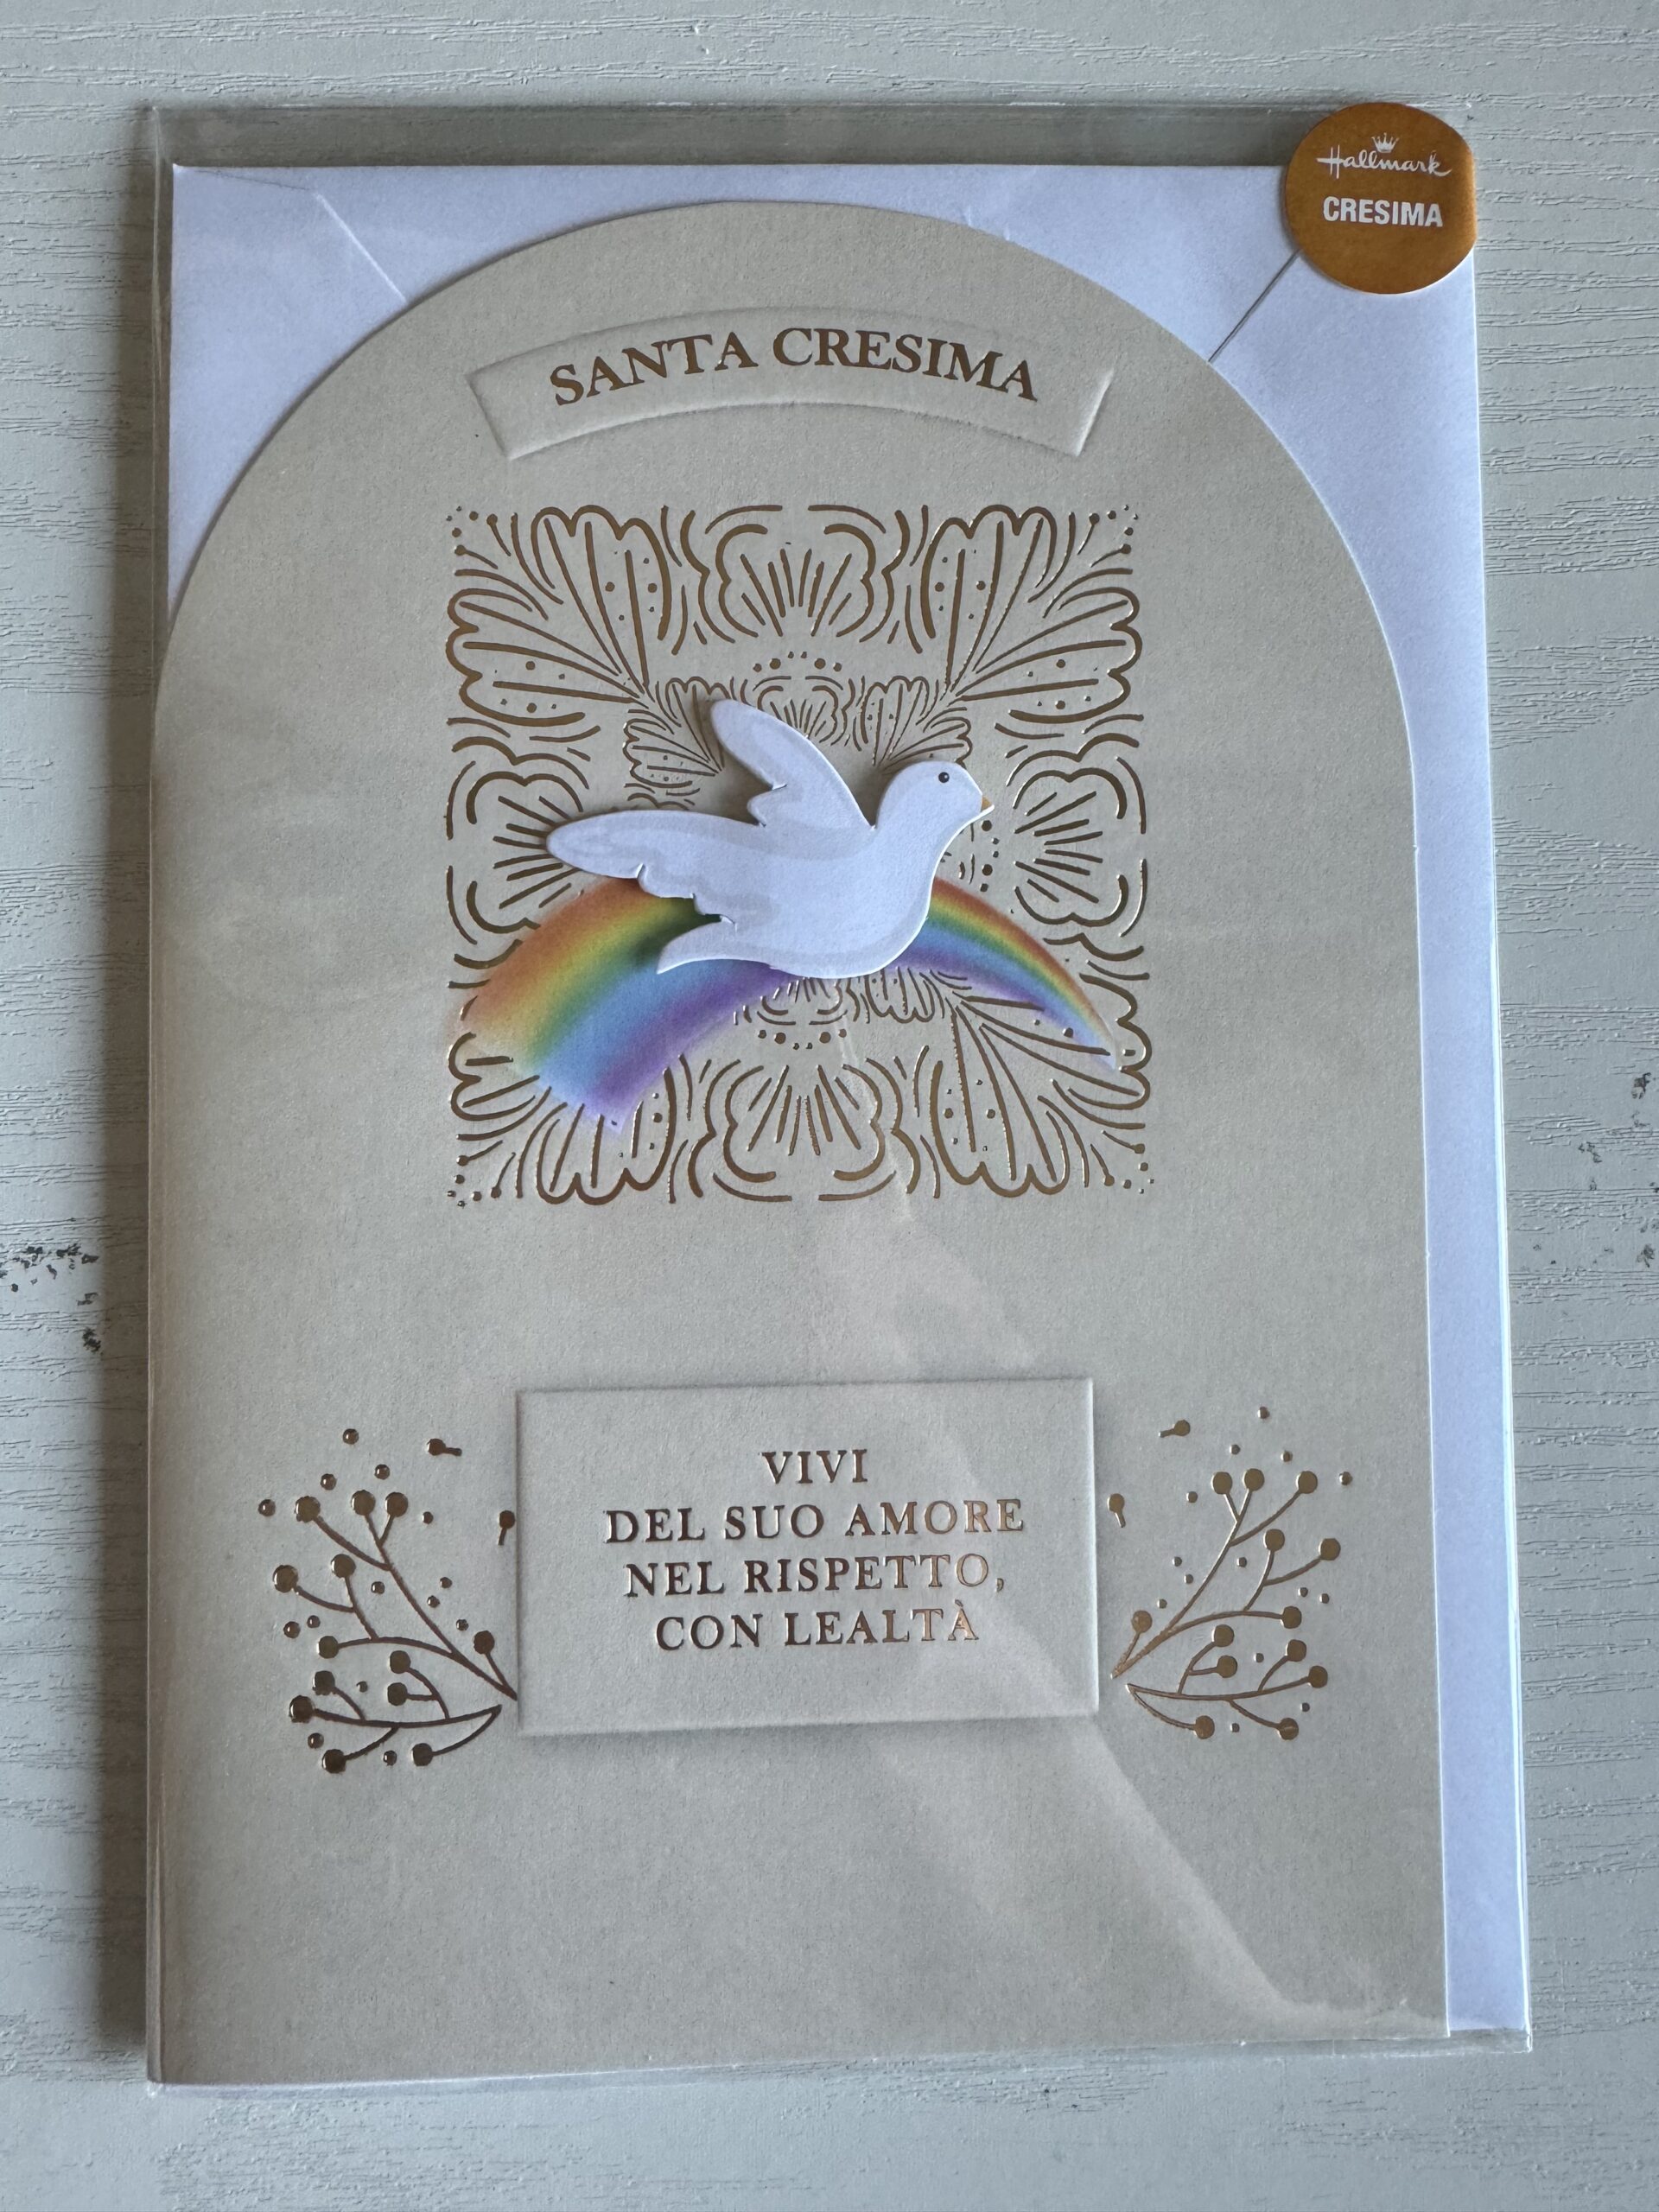 Hallmark
CRESIMA
SANTA CRESIMA
VIVI
DEL SUO AMORE
NEL RISPETTO,
CON LEALTÀ